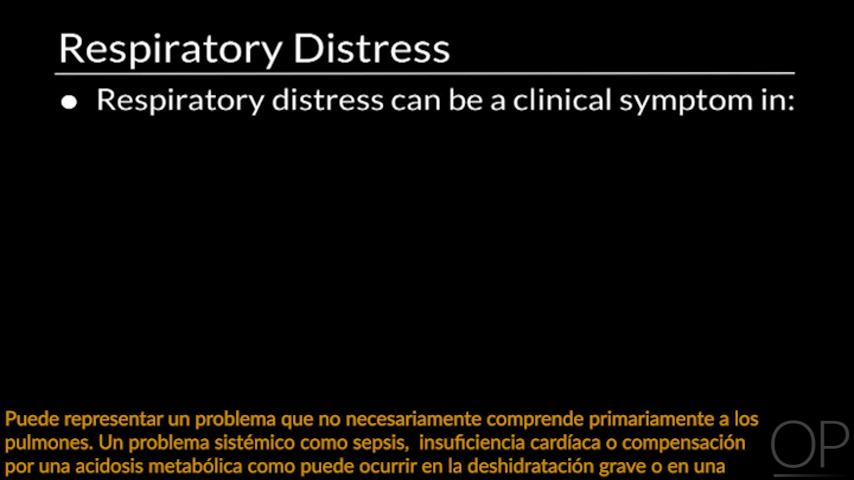 Respiratory Distress
● Respiratory distress can be a clinical symptom in:
Puede representar un problema que no necesariamente comprende primariamente a los
pulmones. Un problema sistémico como sepsis,  insuficiencia cardíaca o compensación
por una acidosis metabólica como puede ocurrir en la deshidratación grave o en una
OP